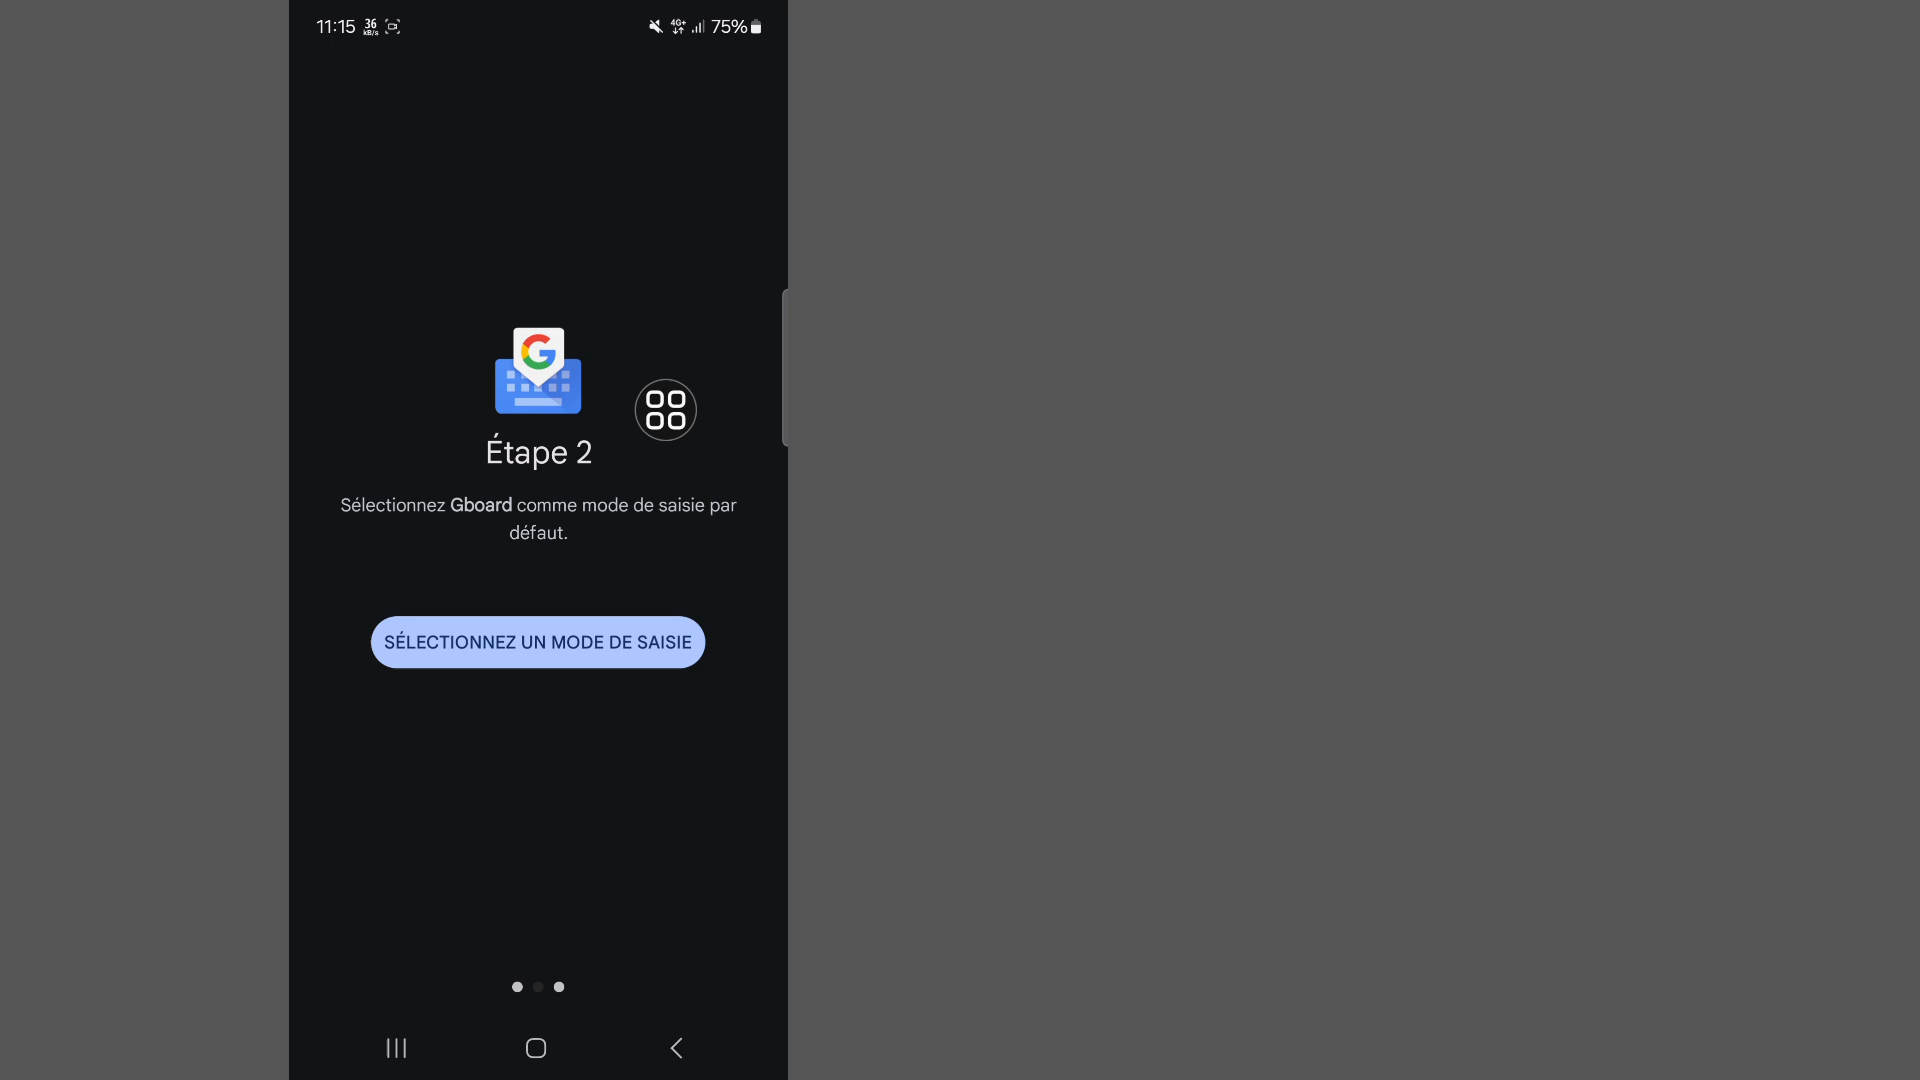 11:15 36 kB/s 4G+ 75%
Étape 2
Sélectionnez Gboard comme mode de saisie par
défaut.
SÉLECTIONNEZ UN MODE DE SAISIE